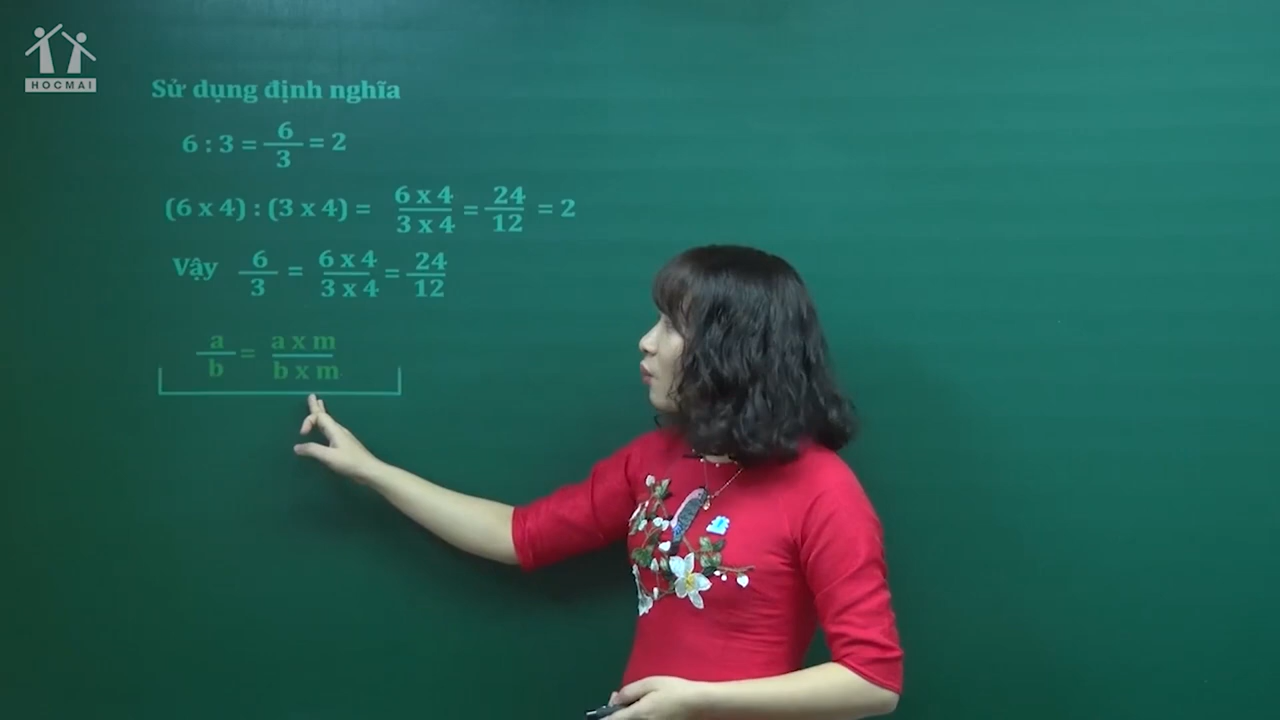 HOCMAI
Sử dụng định nghĩa
6 : 3 = 6/3 = 2
(6 x 4) : (3 x 4) = (6 x 4)/(3 x 4) = 24/12 = 2
Vậy 6/3 = (6 x 4)/(3 x 4) = 24/12
a/b = (a x m)/(b x m)